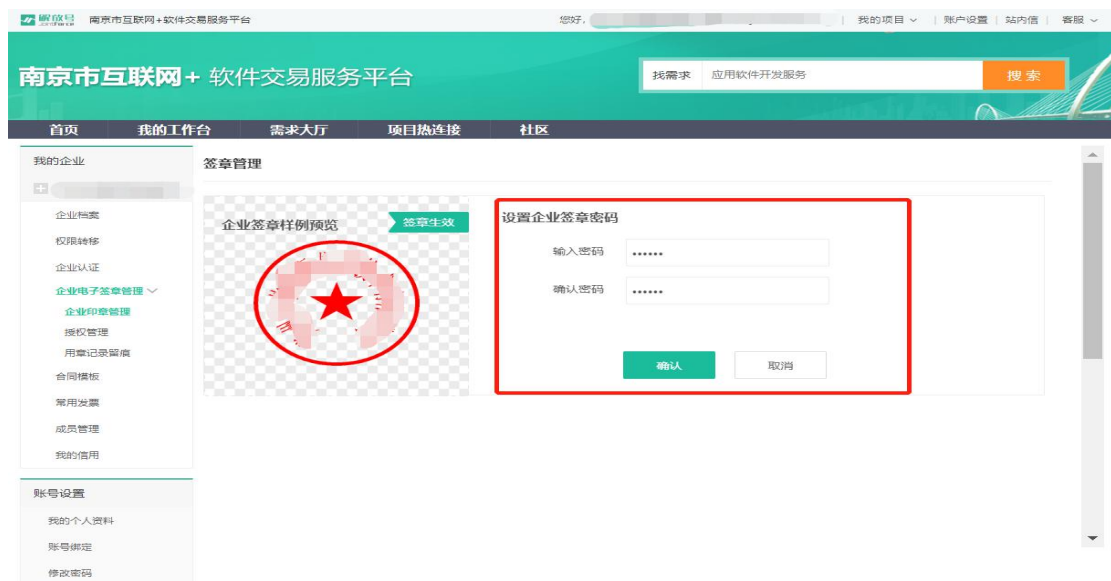 解放号 南京市互联网+软件交易服务平台 您好, 我的项目 账户设置 站内信 客服
南京市互联网+ 软件交易服务平台
找需求 应用软件开发服务 搜索
首页 我的工作台 需求大厅 项目热连接 社区
我的企业
签章管理
企业档案
权限转移
企业认证
企业电子签章管理
企业印章管理
授权管理
用章记录留痕
合同模板
常用发票
成员管理
我的信用
企业签章样例预览 签章生效
设置企业签章密码
输入密码 ••••••
确认密码 ••••••
确认 取消
账号设置
我的个人资料
账号绑定
修改密码